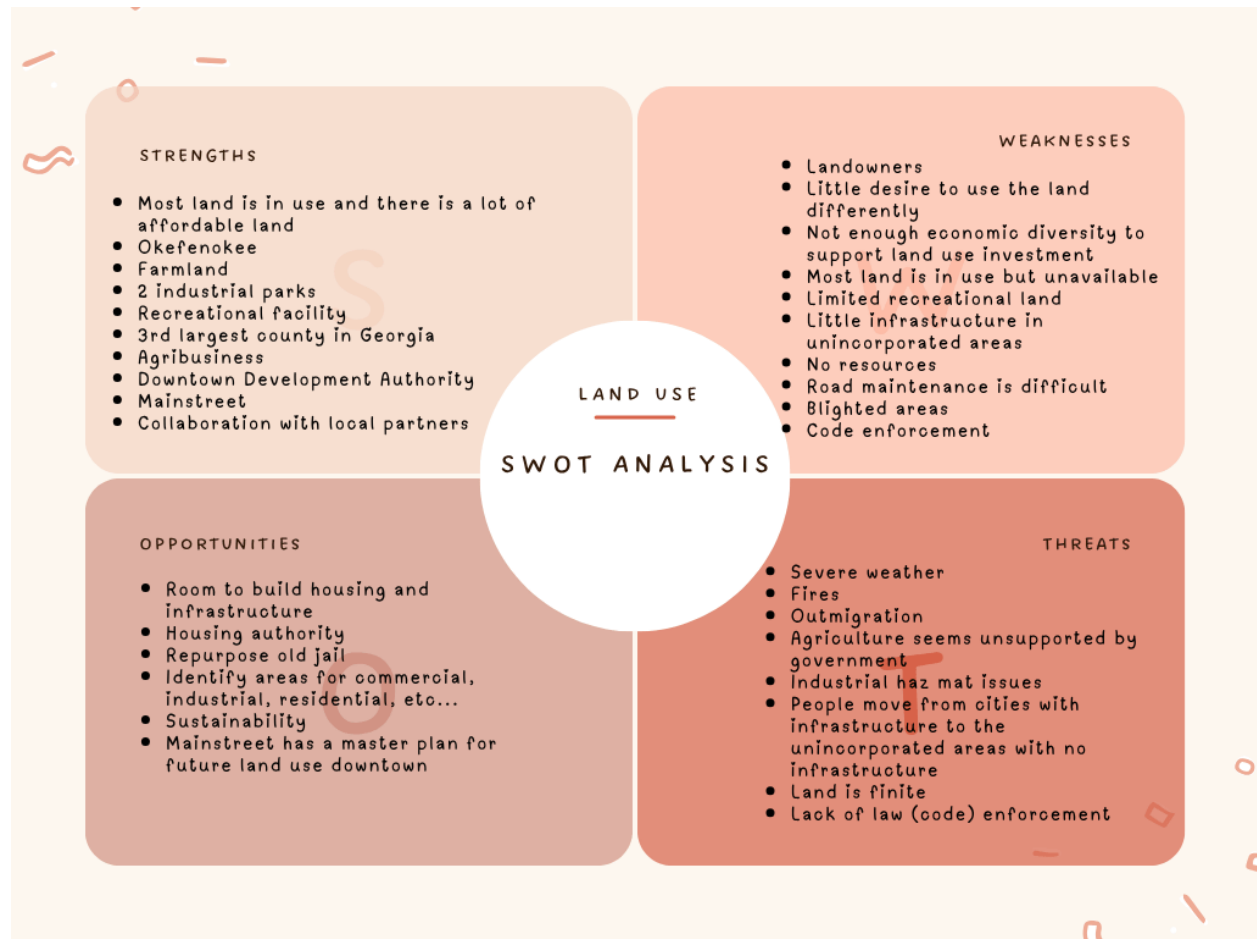 STRENGTHS
• Most land is in use and there is a lot of
affordable land
• Okefenokee
• Farmland
• 2 industrial parks
• Recreational facility
• 3rd largest county in Georgia
• Agribusiness
• Downtown Development Authority
• Mainstreet
• Collaboration with local partners
S
WEAKNESSES
• Landowners
• Little desire to use the land
differently
• Not enough economic diversity to
support land use investment
• Most land is in use but unavailable
• Limited recreational land
• Little infrastructure in
unincorporated areas
• No resources
• Road maintenance is difficult
• Blighted areas
• Code enforcement
W
LAND USE
SWOT ANALYSIS
OPPORTUNITIES
• Room to build housing and
infrastructure
• Housing authority
• Repurpose old jail
• Identify areas for commercial,
industrial, residential, etc...
• Sustainability
• Mainstreet has a master plan for
future land use downtown
O
THREATS
• Severe weather
• Fires
• Outmigration
• Agriculture seems unsupported by
government
• Industrial haz mat issues
• People move from cities with
infrastructure to the
unincorporated areas with no
infrastructure
• Land is finite
• Lack of law (code) enforcement
T